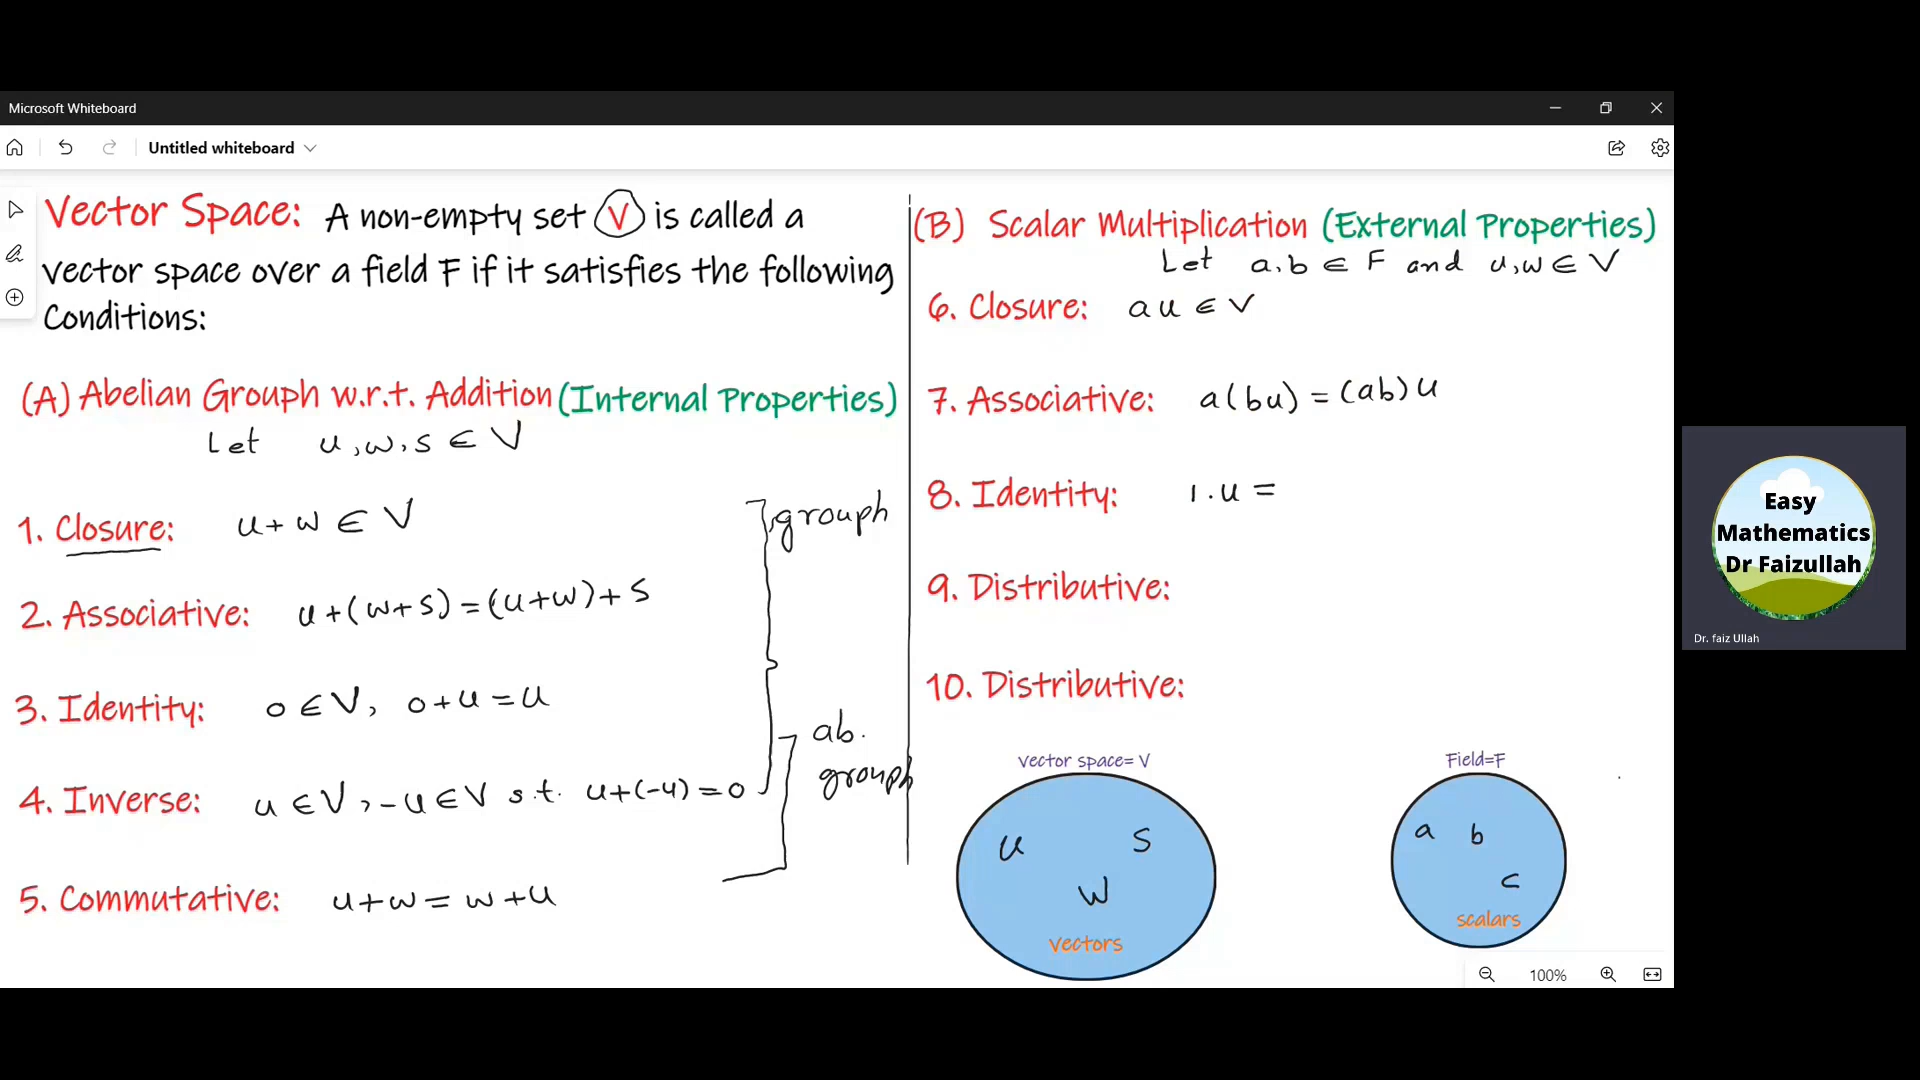 Microsoft Whiteboard
Untitled whiteboard
Vector Space: A non-empty set V is called a
vector space over a field F if it satisfies the following
Conditions:
(A) Abelian Grouph w.r.t. Addition (Internal Properties)
Let u, w, s ∈ V
1. Closure: u + w ∈ V
grouph
2. Associative: u + (w + s) = (u + w) + s
3. Identity: 0 ∈ V, 0 + u = u
ab.
grouph
4. Inverse: u ∈ V, -u ∈ V s.t. u + (-u) = 0
5. Commutative: u + w = w + u
(B) Scalar Multiplication (External Properties)
Let a, b ∈ F and u, w ∈ V
6. Closure: a u ∈ V
7. Associative: a(bu) = (ab)u
8. Identity: 1 . u =
9. Distributive:
10. Distributive:
vector space= V
u s
w
vectors
Field=F
a b
c
scalars
100%
Easy
Mathematics
Dr Faizullah
Dr. faiz Ullah